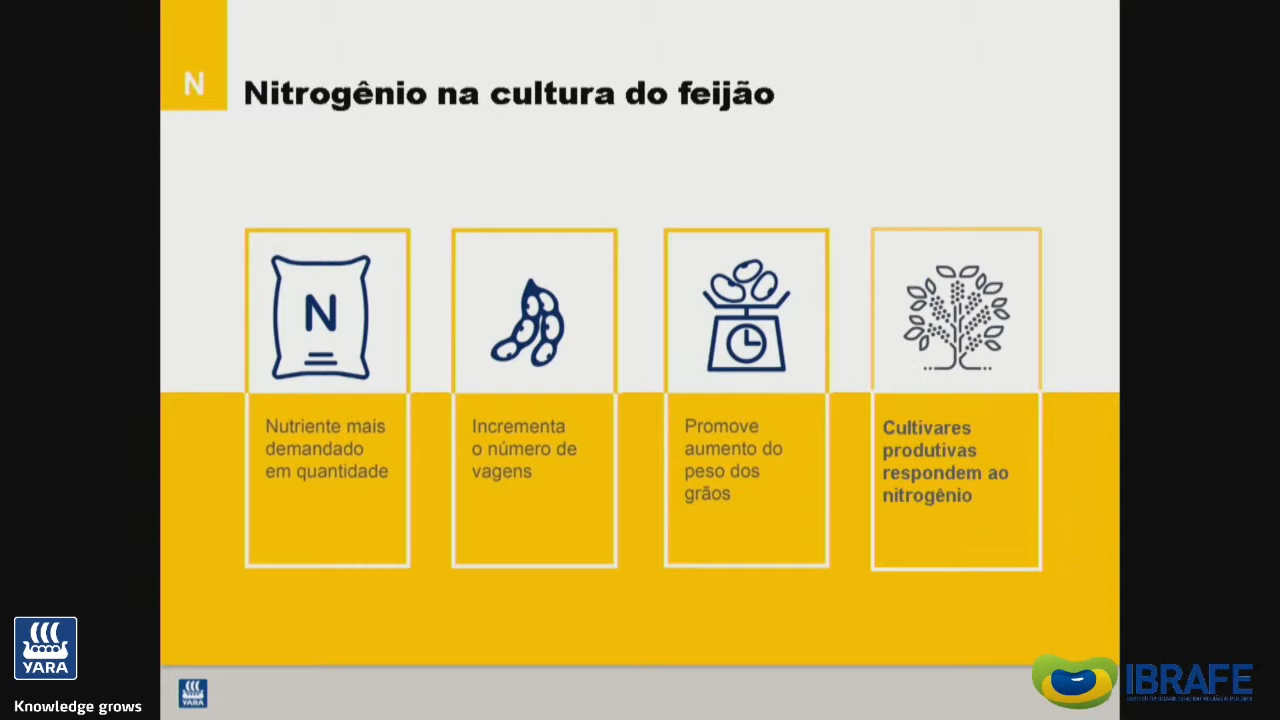 N
Nitrogênio na cultura do feijão
N
Nutriente mais
demandado
em quantidade
Incrementa
o número de
vagens
Promove
aumento do
peso dos
grãos
Cultivares
produtivas
respondem ao
nitrogênio
YARA
Knowledge grows
YARA
IBRAFE